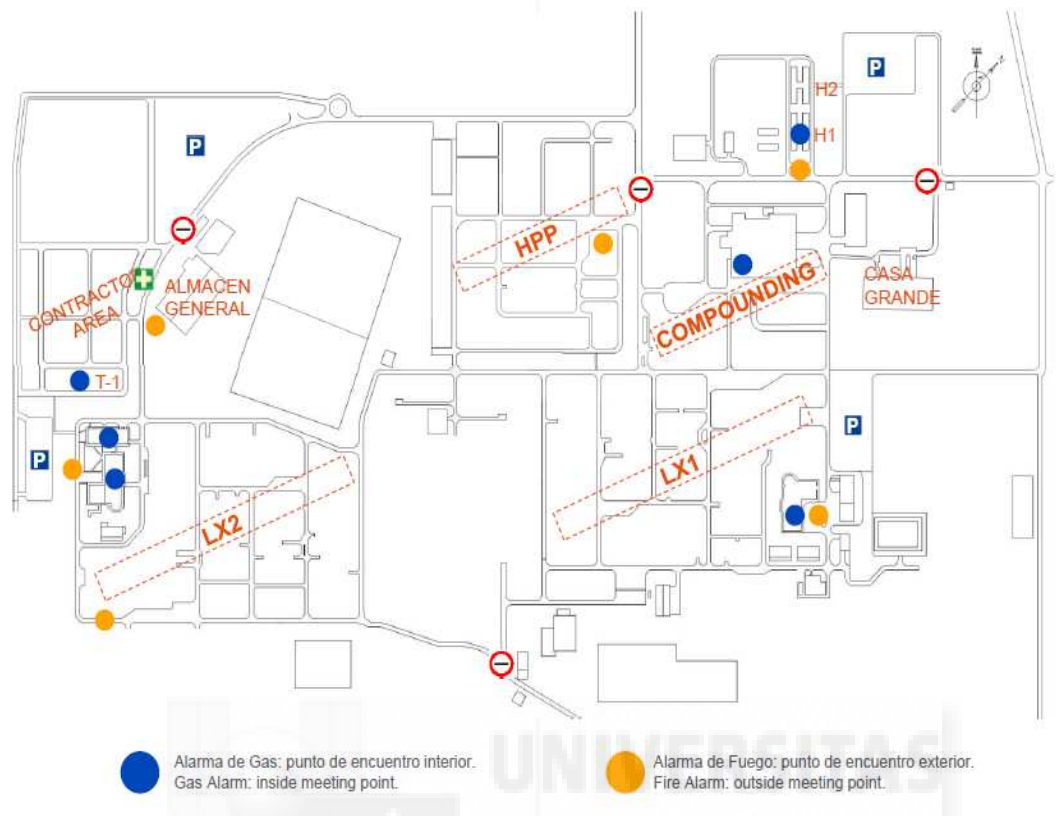 P
H2
H1
P
HPP
ALMACEN
GENERAL
CONTRACTOR
AREA
COMPOUNDING
CASA
GRANDE
T-1
P
P
LX1
LX2
UNIVERSITAS
Alarma de Gas: punto de encuentro interior.
Gas Alarm: inside meeting point.
Alarma de Fuego: punto de encuentro exterior.
Fire Alarm: outside meeting point.